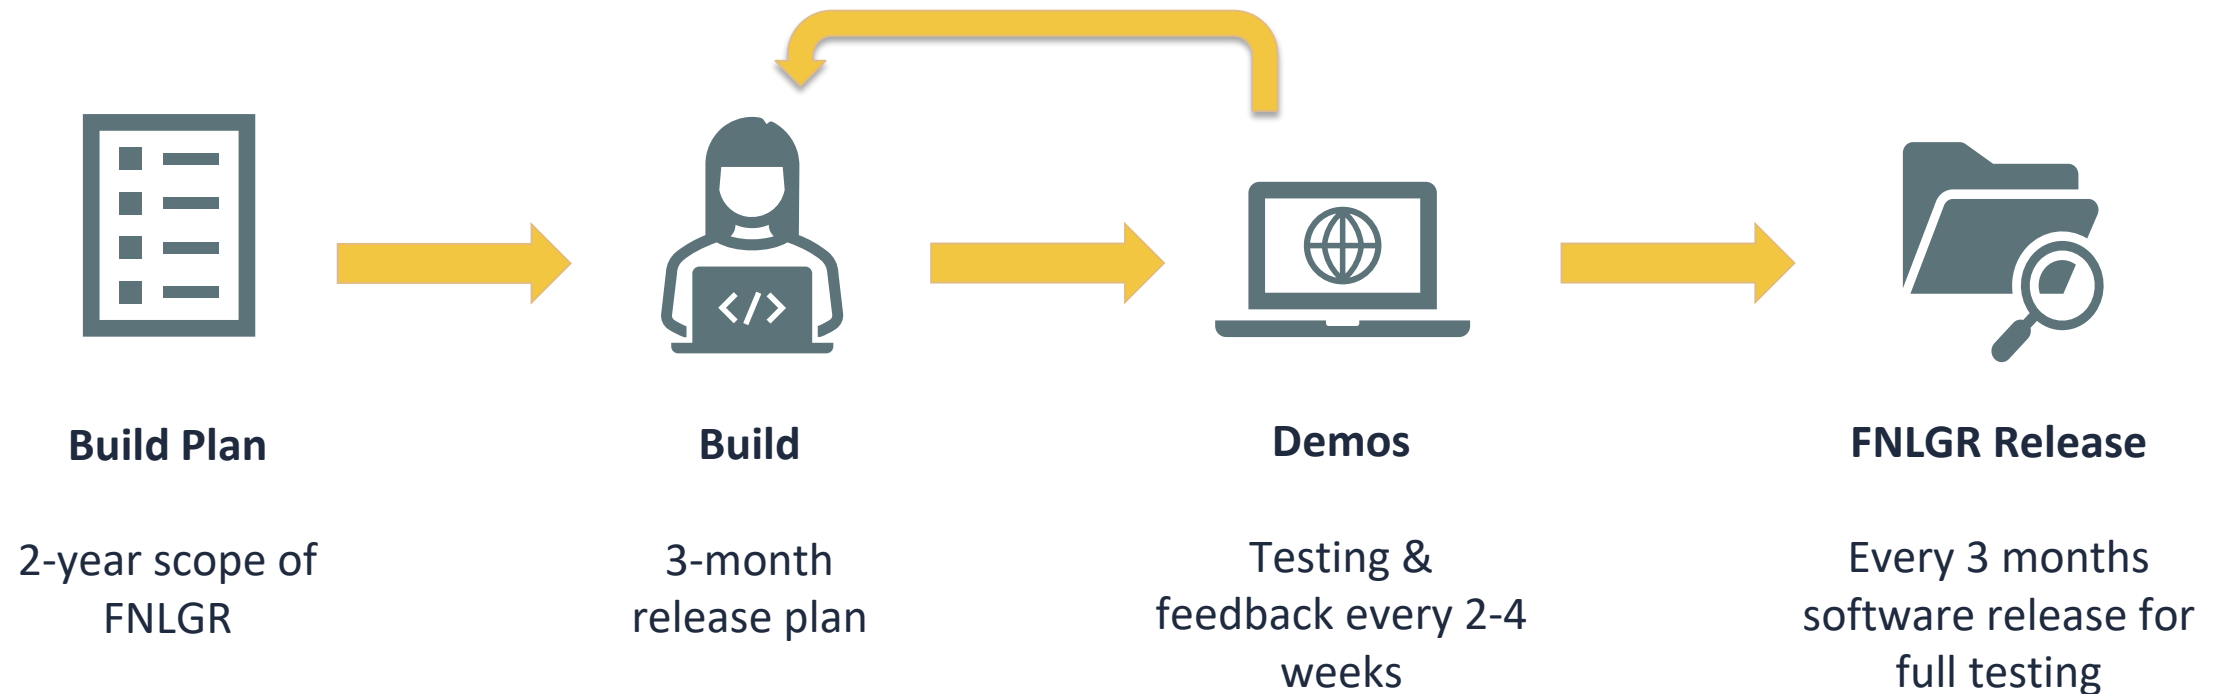 Build Plan
2-year scope of
FNLGR
Build
3-month
release plan
Demos
Testing &
feedback every 2-4
weeks
FNLGR Release
Every 3 months
software release for
full testing